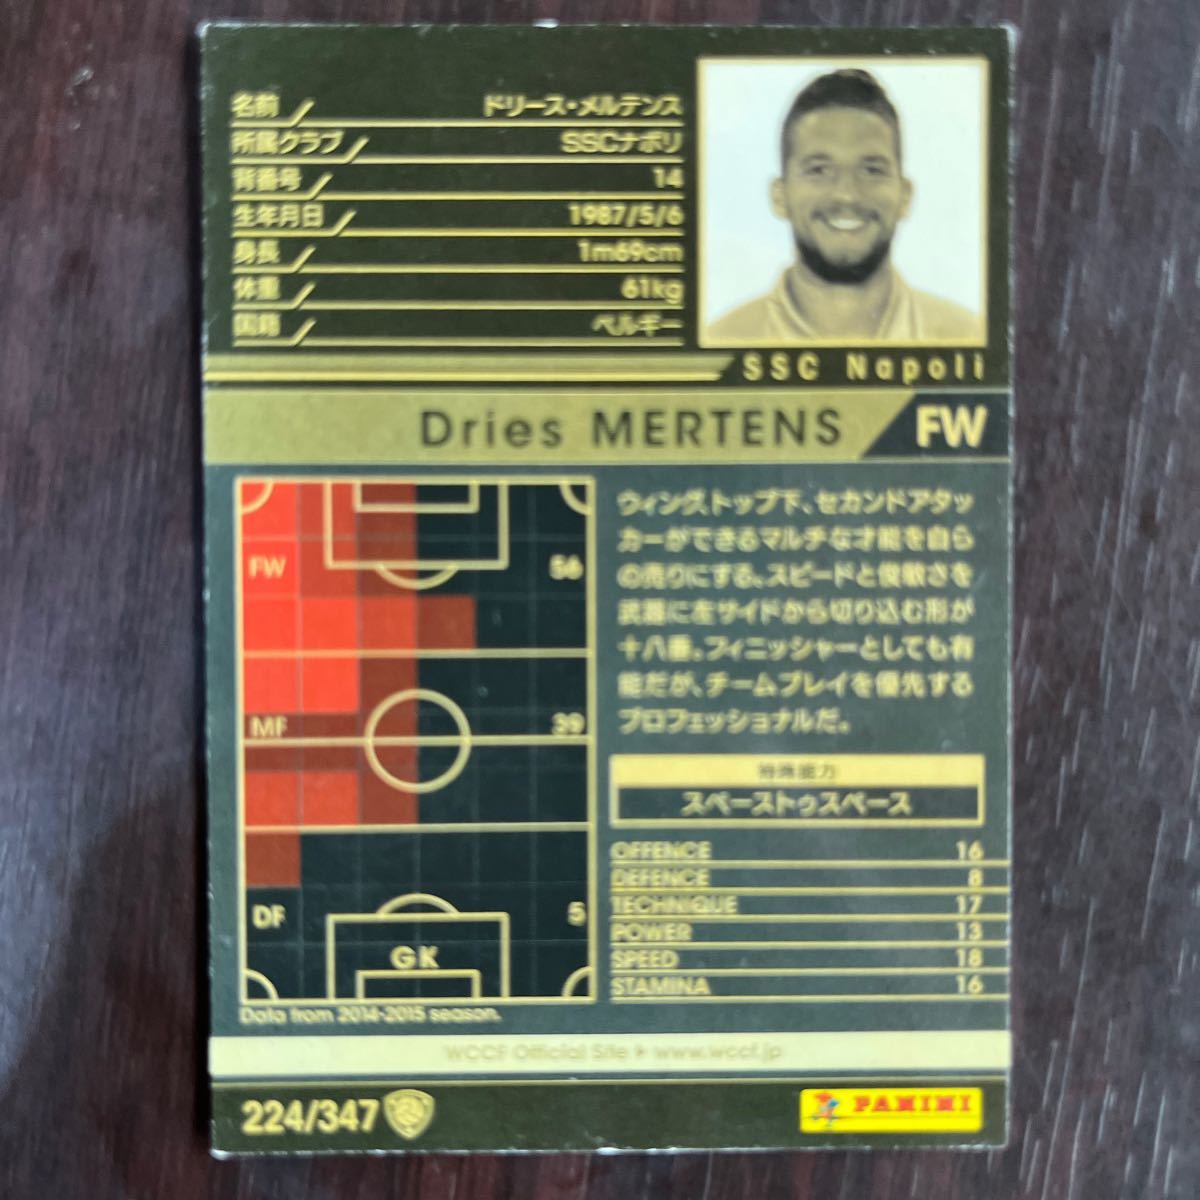 名前 ドリース・メルテンス
所属クラブ SSCナポリ
背番号 14
生年月日 1987/5/6
身長 1m69cm
体重 61kg
国籍 ベルギー
SSC Napoli
Dries MERTENS FW
ウィング、トップ下、セカンドアタッ
カーができるマルチな才能を自ら
の売りにする。スピードと俊敏さを
武器に左サイドから切り込む形が
十八番。フィニッシャーとしても有
能だが、チームプレイを優先する
プロフェッショナルだ。
FW 56
MF 39
DF 5
GK
特殊能力
スペーストゥスペース
OFFENCE 16
DEFENCE 8
TECHNIQUE 17
POWER 13
SPEED 18
STAMINA 16
Data from 2014-2015 season.
WCCF Official Site ▶ www.wccf.jp
224/347
PANINI